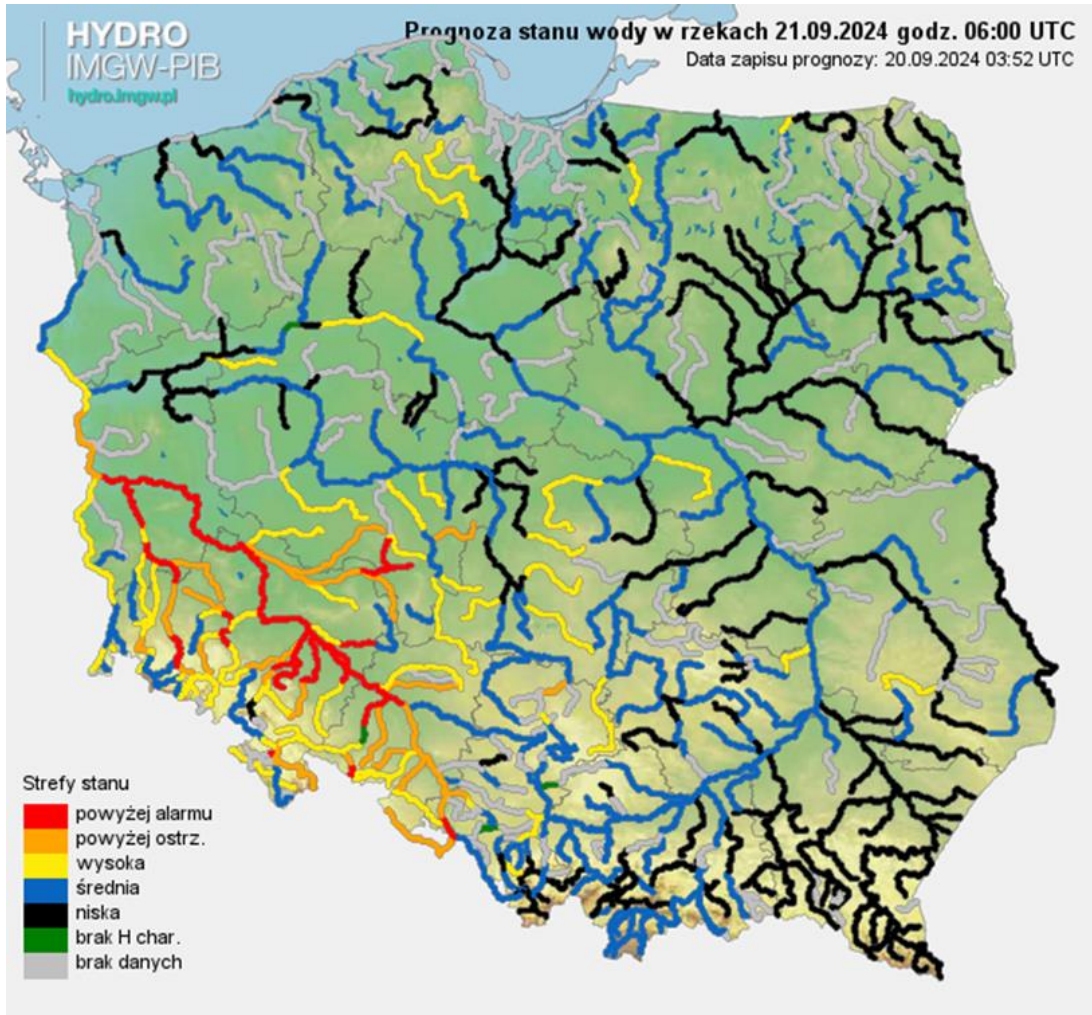 HYDRO
IMGW-PIB
hydro.imgw.pl
Prognoza stanu wody w rzekach 21.09.2024 godz. 06:00 UTC
Data zapisu prognozy: 20.09.2024 03:52 UTC
Strefy stanu
powyżej alarmu
powyżej ostrz.
wysoka
średnia
niska
brak H char.
brak danych